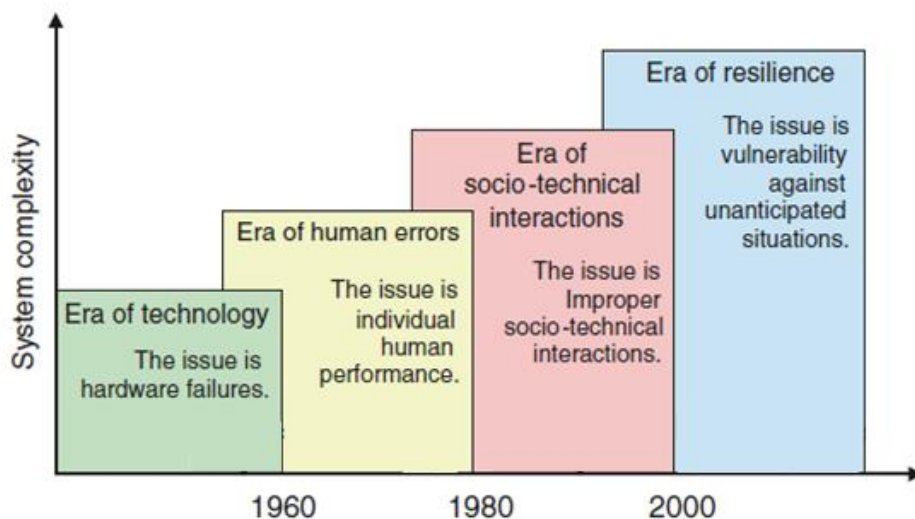 System complexity
Era of technology
The issue is
hardware failures.
Era of human errors
The issue is
individual
human
performance.
Era of
socio-technical
interactions
The issue is
Improper
socio-technical
interactions.
Era of resilience
The issue is
vulnerability
against
unanticipated
situations.
1960
1980
2000